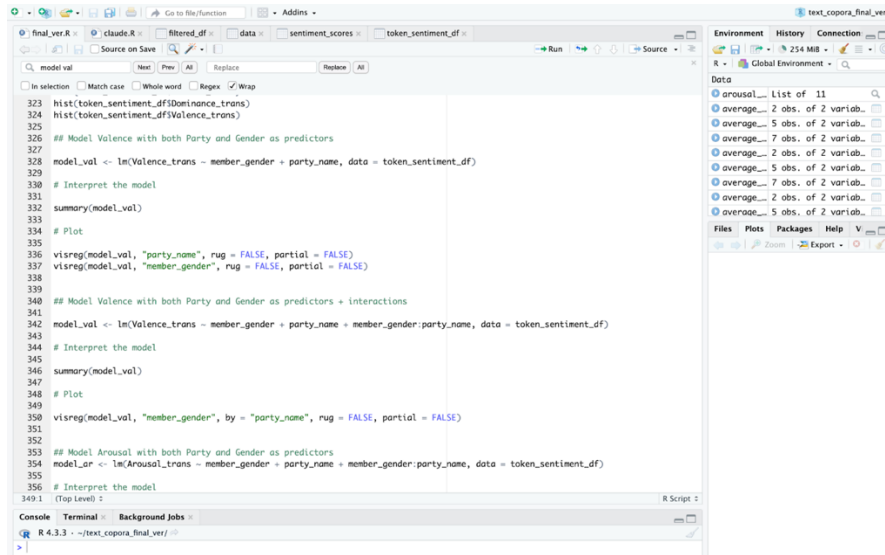 Go to file/function
Addins
text_copora_final_ver
final_ver.R
claude.R
filtered_df
data
sentiment_scores
token_sentiment_df
Source on Save
Run
Source
model val
Next
Prev
All
Replace
Replace
All
In selection
Match case
Whole word
Regex
Wrap
323 hist(token_sentiment_df$Dominance_trans)
324 hist(token_sentiment_df$Valence_trans)
325
326 ## Model Valence with both Party and Gender as predictors
327
328 model_val <- lm(Valence_trans ~ member_gender + party_name, data = token_sentiment_df)
329
330 # Interpret the model
331
332 summary(model_val)
333
334 # Plot
335
336 visreg(model_val, "party_name", rug = FALSE, partial = FALSE)
337 visreg(model_val, "member_gender", rug = FALSE, partial = FALSE)
338
339
340 ## Model Valence with both Party and Gender as predictors + interactions
341
342 model_val <- lm(Valence_trans ~ member_gender + party_name + member_gender:party_name, data = token_sentiment_df)
343
344 # Interpret the model
345
346 summary(model_val)
347
348 # Plot
349
350 visreg(model_val, "member_gender", by = "party_name", rug = FALSE, partial = FALSE)
351
352
353 ## Model Arousal with both Party and Gender as predictors
354 model_ar <- lm(Arousal_trans ~ member_gender + party_name + member_gender:party_name, data = token_sentiment_df)
355
356 # Interpret the model
349:1 (Top Level)
R Script
Console Terminal Background Jobs
R 4.3.3 · ~/text_copora_final_ver/
>
Environment History Connection
254 MiB
R Global Environment
Data
arousal_… List of 11
average_… 2 obs. of 2 variab…
average_… 5 obs. of 2 variab…
average_… 7 obs. of 2 variab…
average_… 2 obs. of 2 variab…
average_… 5 obs. of 2 variab…
average_… 7 obs. of 2 variab…
average_… 2 obs. of 2 variab…
average_… 5 obs. of 2 variab…
Files Plots Packages Help V
Zoom Export